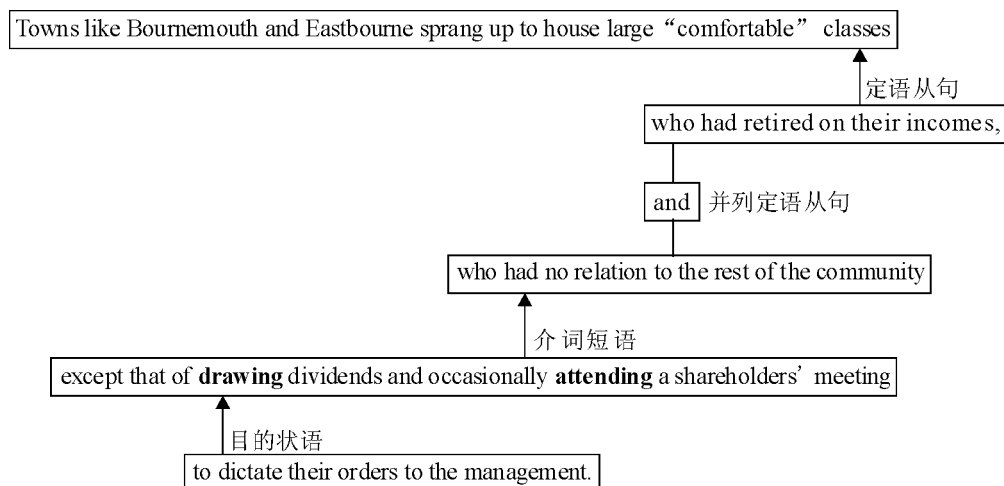 Towns like Bournemouth and Eastbourne sprang up to house large “comfortable” classes
定语从句
who had retired on their incomes,
and 并列定语从句
who had no relation to the rest of the community
介词短语
except that of drawing dividends and occasionally attending a shareholders’ meeting
目的状语
to dictate their orders to the management.